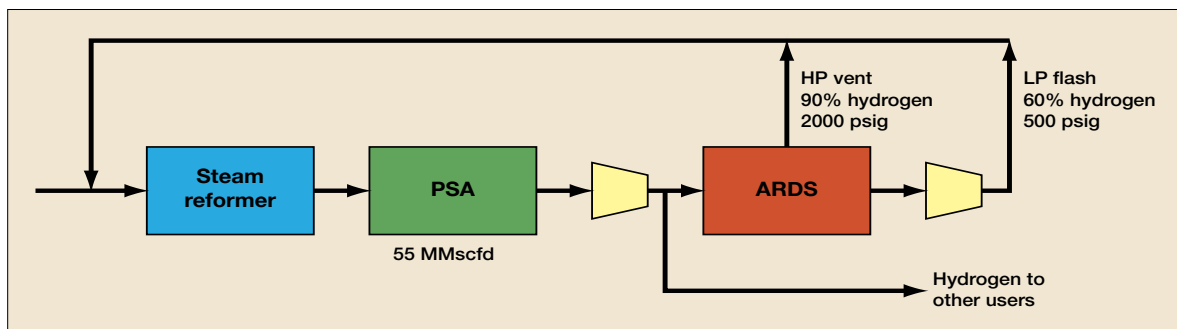 HP vent
90% hydrogen
2000 psig
LP flash
60% hydrogen
500 psig
Steam
reformer
PSA
ARDS
55 MMscfd
Hydrogen to
other users